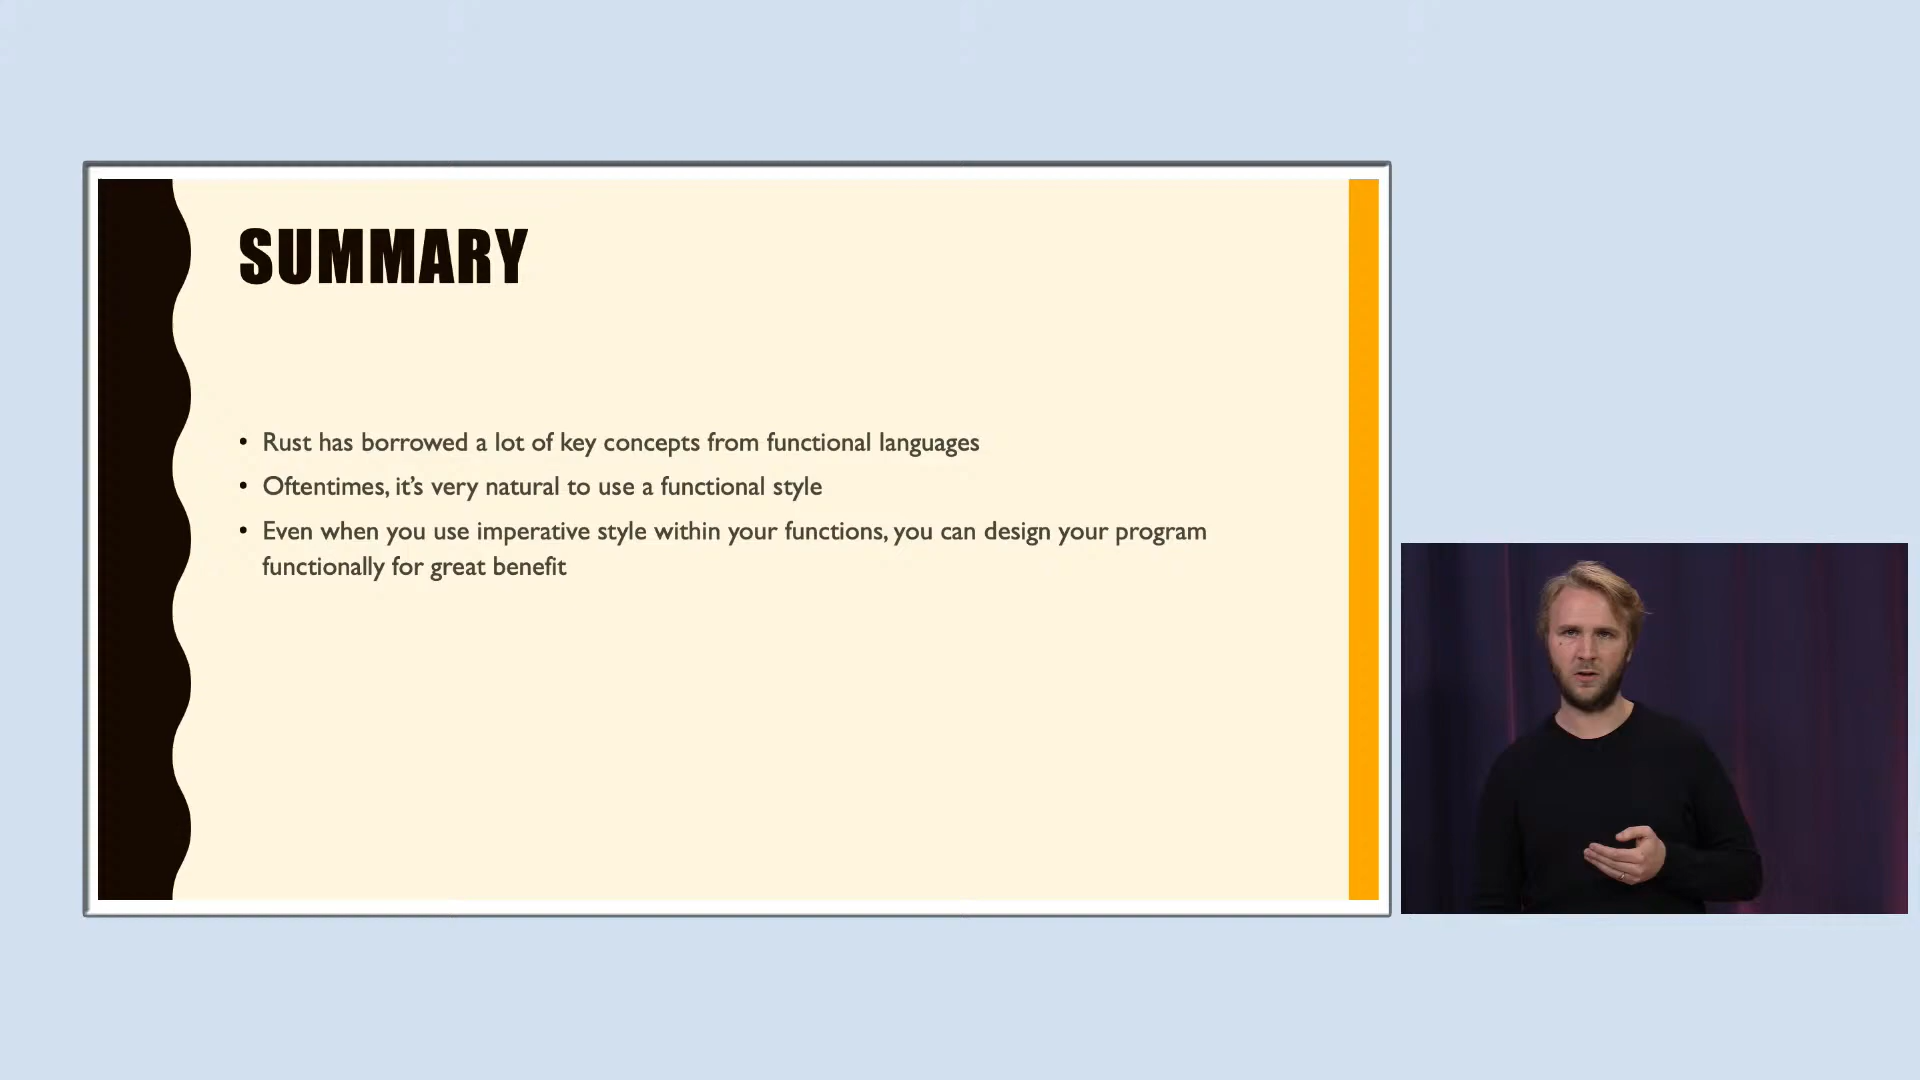 SUMMARY
• Rust has borrowed a lot of key concepts from functional languages
• Oftentimes, it’s very natural to use a functional style
• Even when you use imperative style within your functions, you can design your program
functionally for great benefit